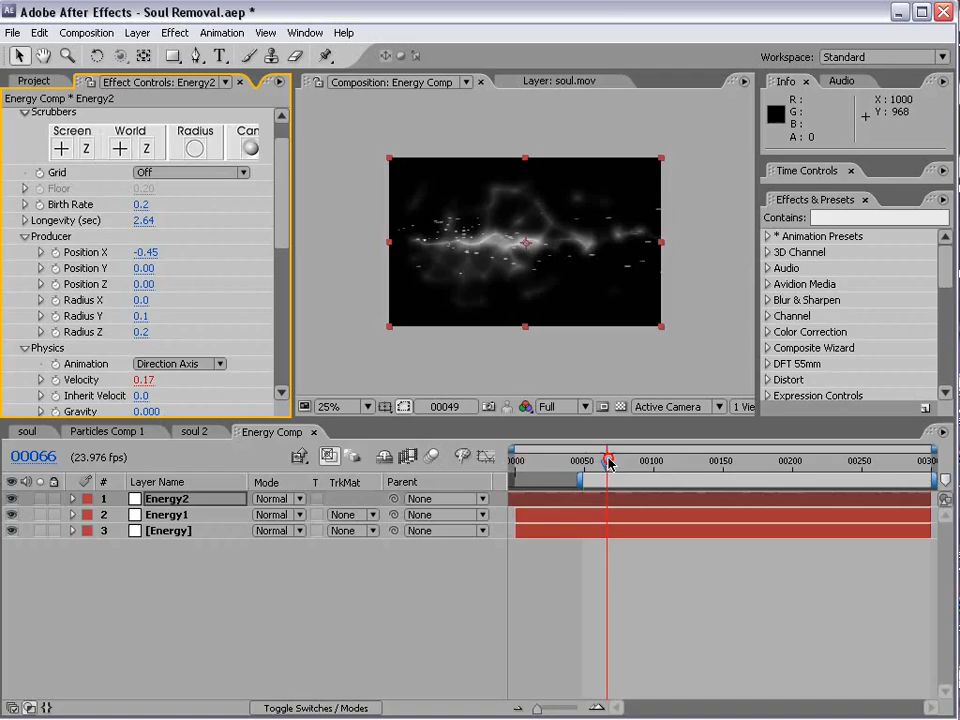 Adobe After Effects - Soul Removal.aep *
File Edit Composition Layer Effect Animation View Window Help
Workspace: Standard
Project Effect Controls: Energy2
Energy Comp * Energy2
Scrubbers
Screen World Radius Can
Z Z
Grid Off
Floor 0.20
Birth Rate 0.2
Longevity (sec) 2.64
Producer
Position X -0.45
Position Y 0.00
Position Z 0.00
Radius X 0.0
Radius Y 0.1
Radius Z 0.2
Physics
Animation Direction Axis
Velocity 0.17
Inherit Velocit 0.0
Gravity 0.000
Composition: Energy Comp Layer: soul.mov
25% 00049 Full Active Camera 1 Vie
Info Audio
R: X: 1000
G: Y: 968
B:
A: 0
Time Controls
Effects & Presets
Contains:
* Animation Presets
3D Channel
Audio
Avidion Media
Blur & Sharpen
Channel
Color Correction
Composite Wizard
DFT 55mm
Distort
Expression Controls
soul Particles Comp 1 soul 2 Energy Comp
00066 (23.976 fps)
0000 00050 00100 00150 00200 00250 0030
# Layer Name Mode T TrkMat Parent
1 Energy2 Normal None
2 Energy1 Normal None None
3 [Energy] Normal None None
Toggle Switches / Modes